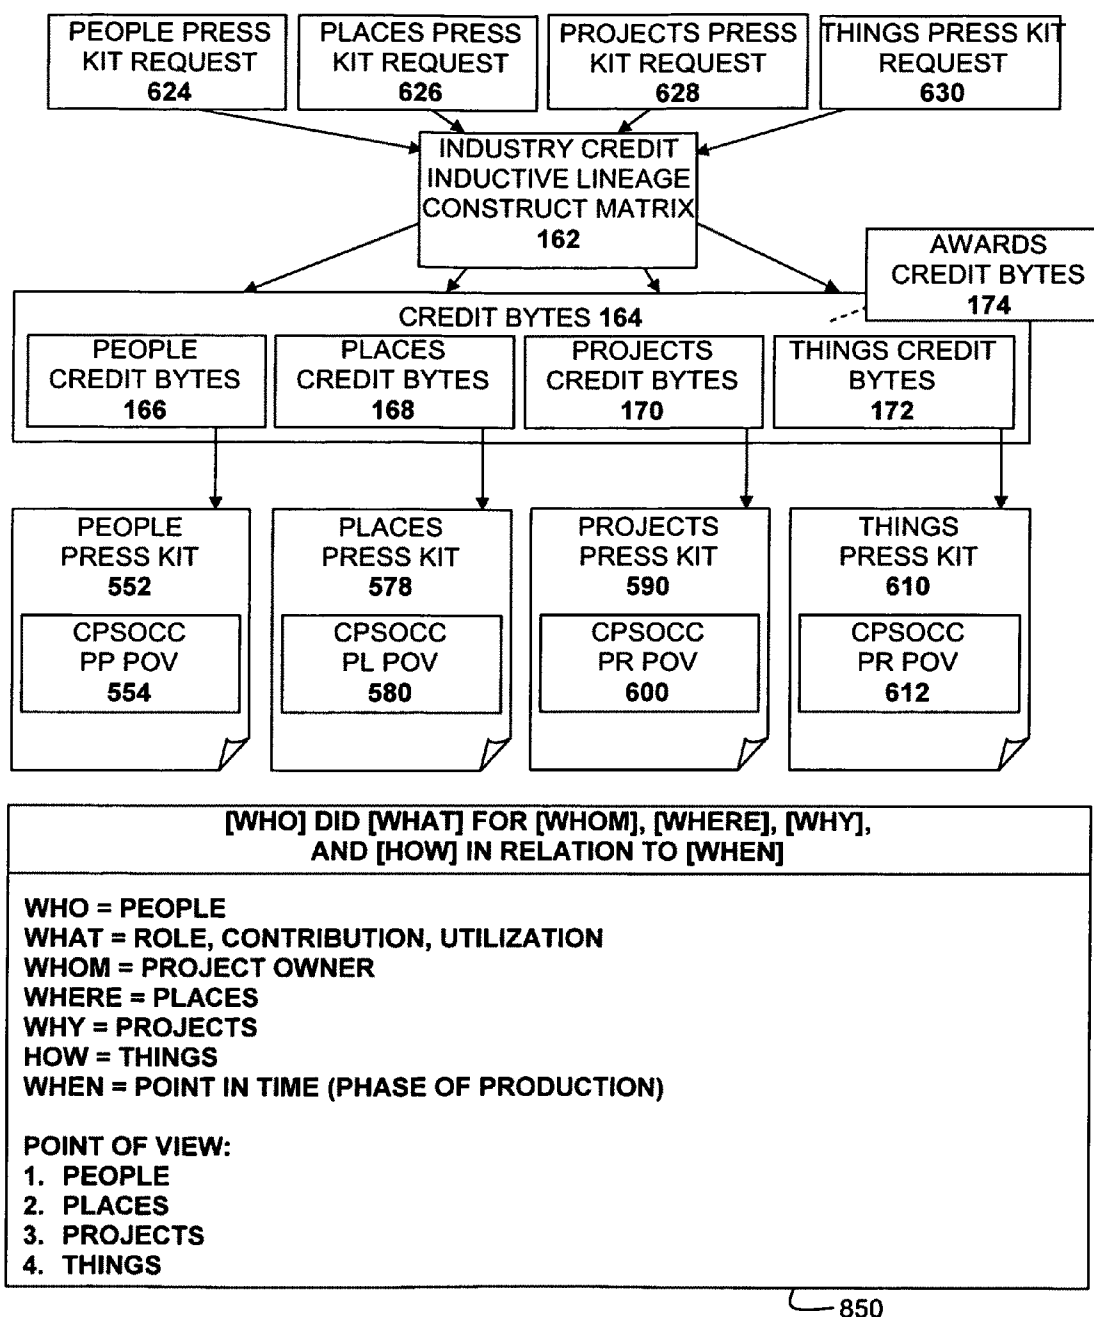 PEOPLE PRESS
KIT REQUEST
624
PLACES PRESS
KIT REQUEST
626
PROJECTS PRESS
KIT REQUEST
628
THINGS PRESS KIT
REQUEST
630
INDUSTRY CREDIT
INDUCTIVE LINEAGE
CONSTRUCT MATRIX
162
AWARDS
CREDIT BYTES
174
CREDIT BYTES 164
PEOPLE
CREDIT BYTES
166
PLACES
CREDIT BYTES
168
PROJECTS
CREDIT BYTES
170
THINGS CREDIT
BYTES
172
PEOPLE
PRESS KIT
552
CPSOCC
PP POV
554
PLACES
PRESS KIT
578
CPSOCC
PL POV
580
PROJECTS
PRESS KIT
590
CPSOCC
PR POV
600
THINGS
PRESS KIT
610
CPSOCC
PR POV
612
[WHO] DID [WHAT] FOR [WHOM], [WHERE], [WHY],
AND [HOW] IN RELATION TO [WHEN]
WHO = PEOPLE
WHAT = ROLE, CONTRIBUTION, UTILIZATION
WHOM = PROJECT OWNER
WHERE = PLACES
WHY = PROJECTS
HOW = THINGS
WHEN = POINT IN TIME (PHASE OF PRODUCTION)
POINT OF VIEW:
1. PEOPLE
2. PLACES
3. PROJECTS
4. THINGS
850